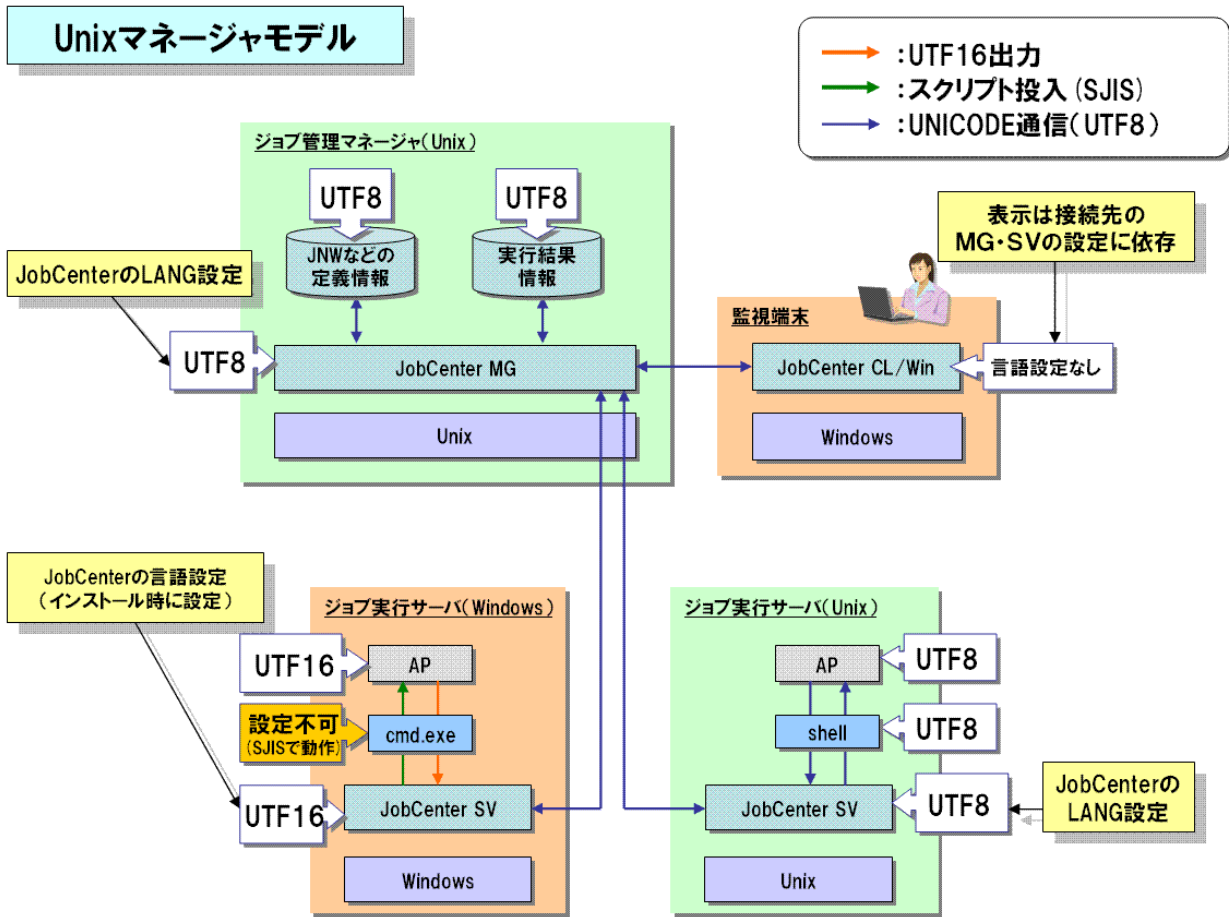 Unixマネージャモデル
:UTF16出力
:スクリプト投入(SJIS)
:UNICODE通信(UTF8)
ジョブ管理マネージャ(Unix)
UTF8
UTF8
JNWなどの
定義情報
実行結果
情報
JobCenterのLANG設定
UTF8
JobCenter MG
Unix
表示は接続先の
MG・SVの設定に依存
監視端末
JobCenter CL/Win
言語設定なし
Windows
JobCenterの言語設定
(インストール時に設定)
ジョブ実行サーバ(Windows)
UTF16
AP
設定不可
(SJISで動作)
cmd.exe
UTF16
JobCenter SV
Windows
ジョブ実行サーバ(Unix)
AP
UTF8
shell
UTF8
JobCenter SV
UTF8
JobCenterの
LANG設定
Unix